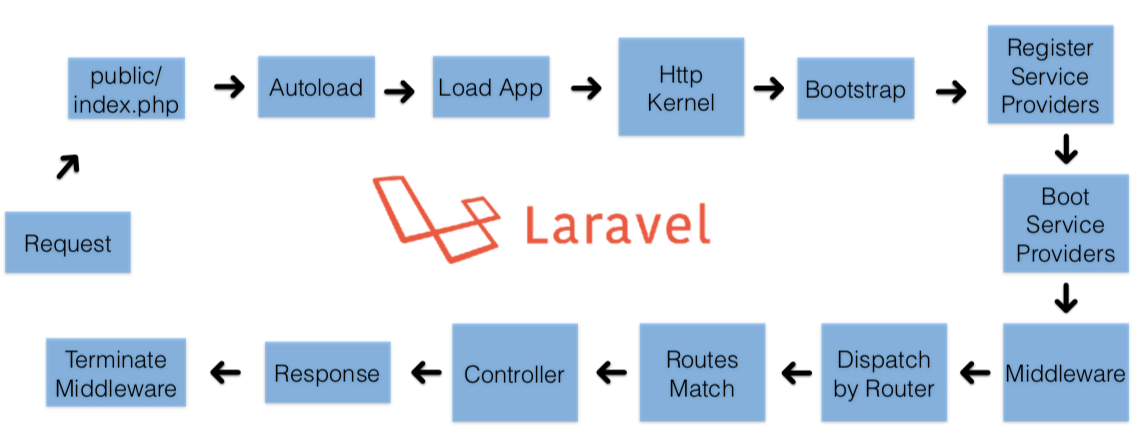 Request
public/
index.php
Autoload
Load App
Http
Kernel
Bootstrap
Register
Service
Providers
Boot
Service
Providers
Middleware
Dispatch
by Router
Routes
Match
Controller
Response
Terminate
Middleware
Laravel